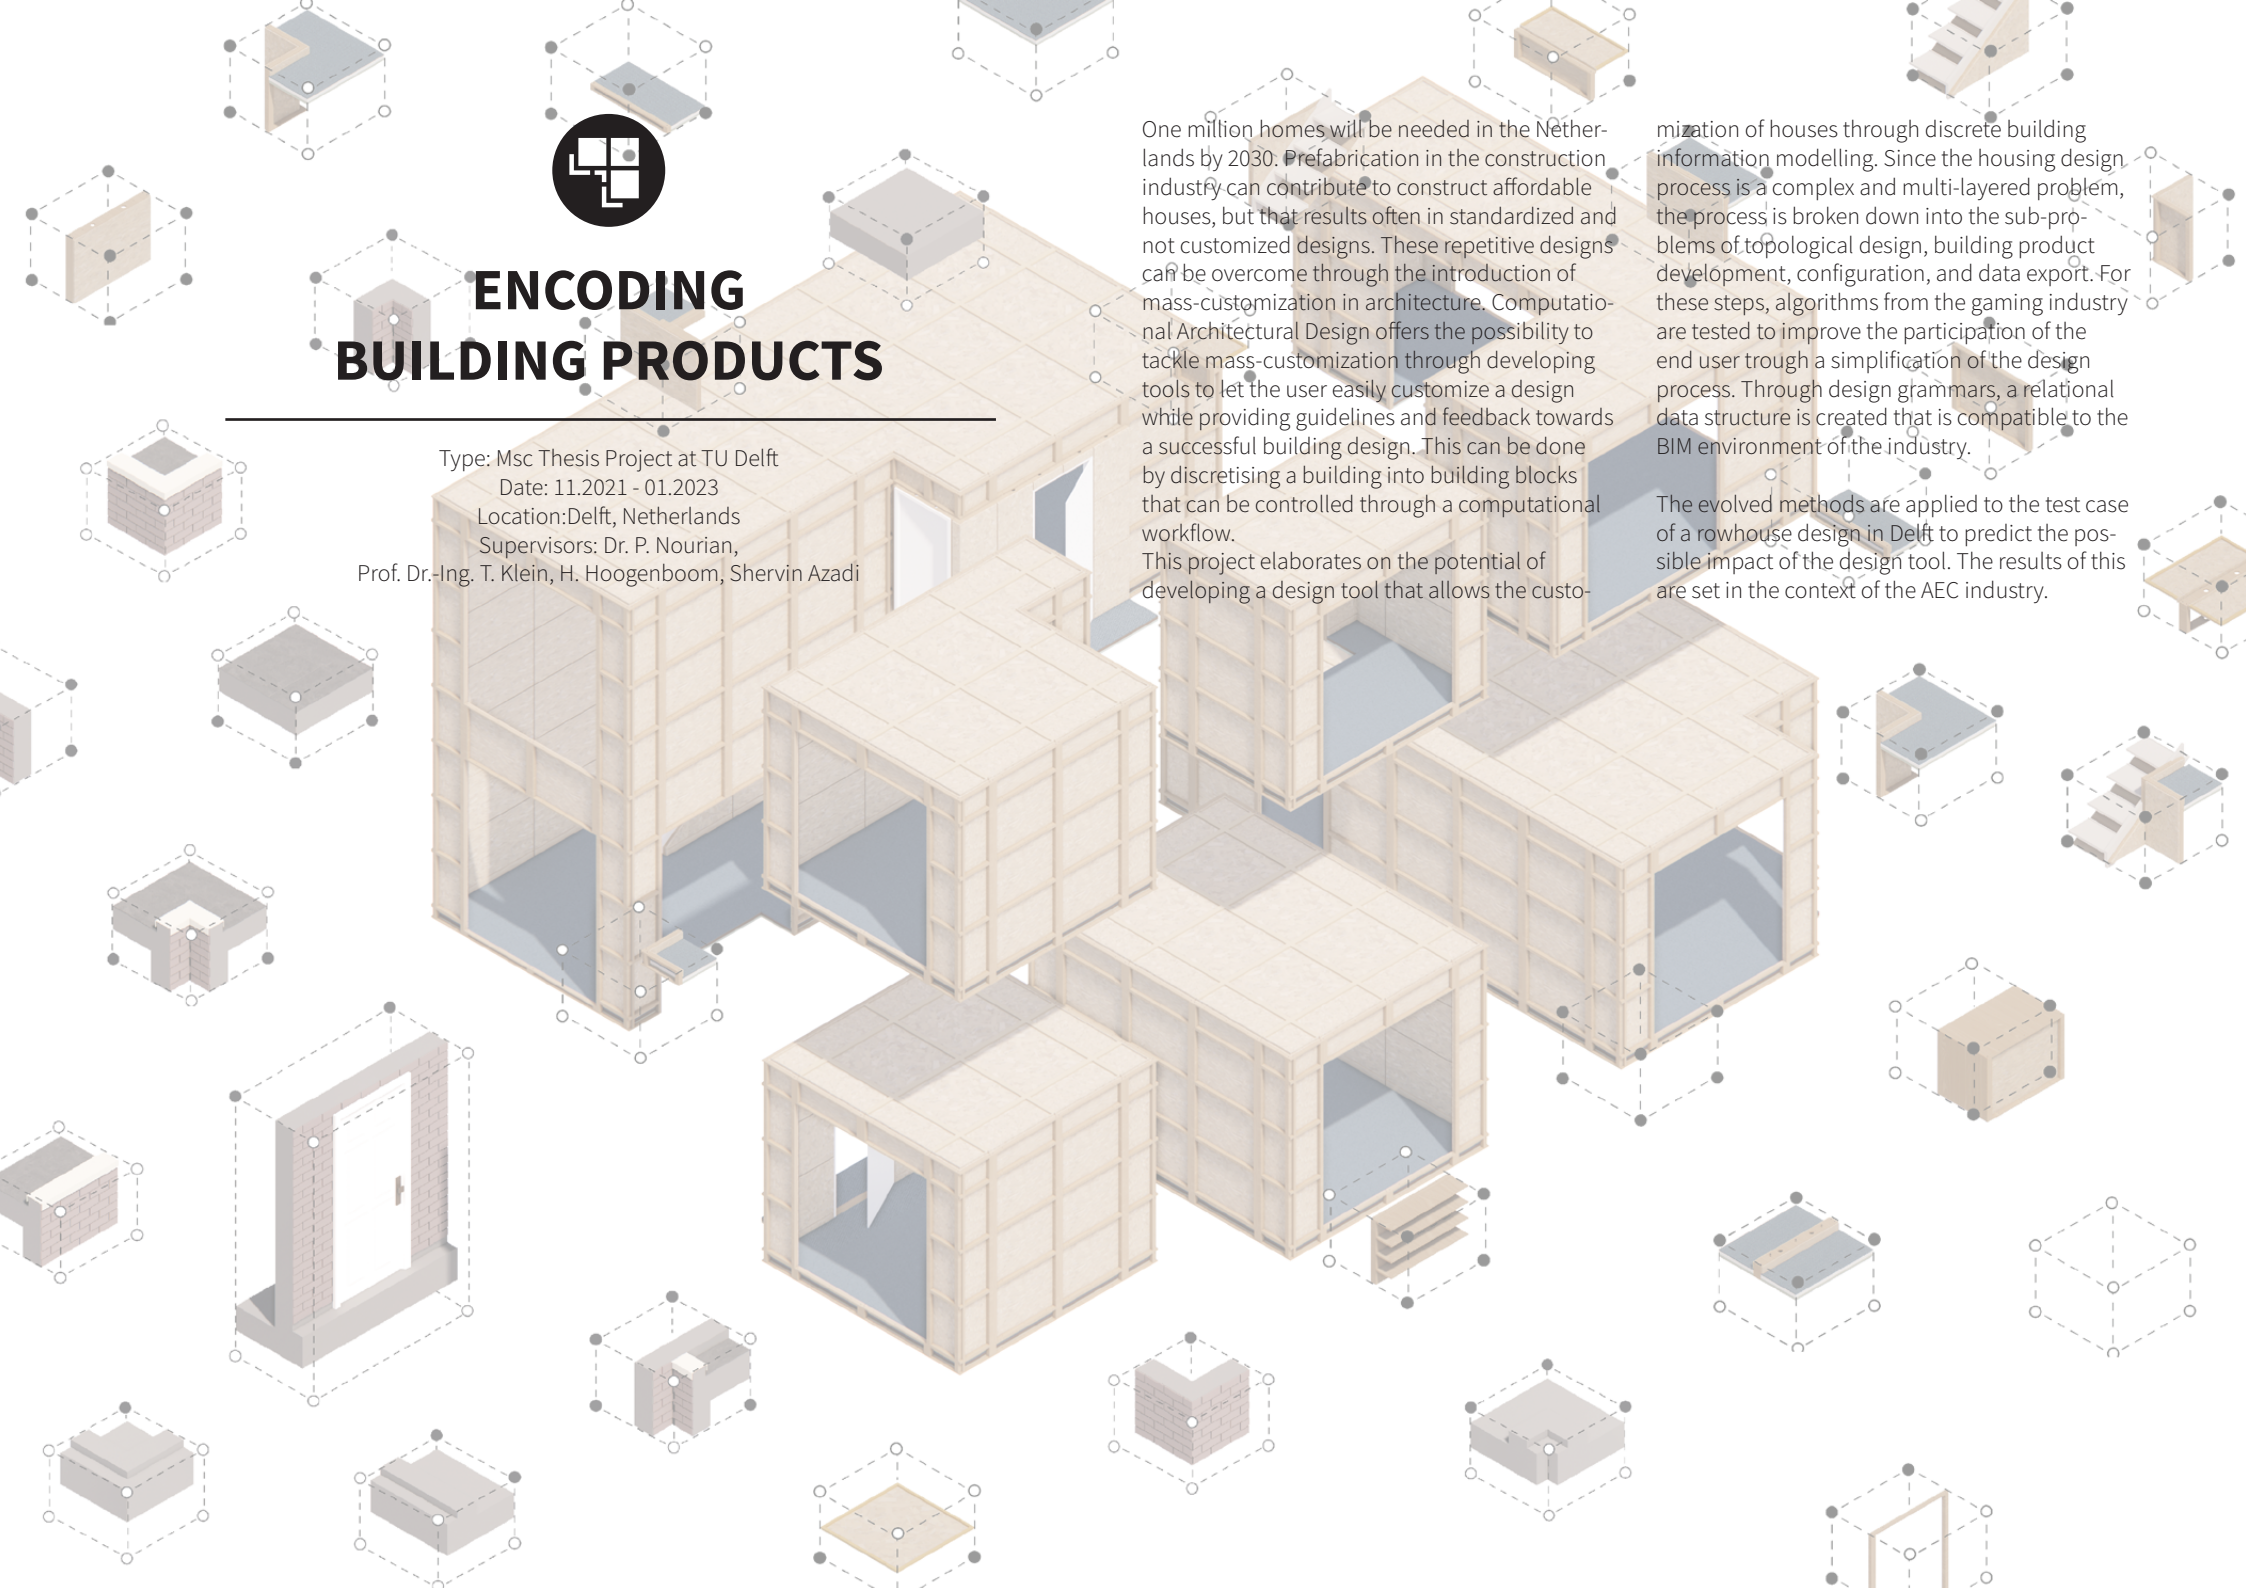 ENCODING
BUILDING PRODUCTS
Type: Msc Thesis Project at TU Delft
Date: 11.2021 - 01.2023
Location:Delft, Netherlands
Supervisors: Dr. P. Nourian,
Prof. Dr.-Ing. T. Klein, H. Hoogenboom, Shervin Azadi
One million homes will be needed in the Nether-
lands by 2030. Prefabrication in the construction
industry can contribute to construct affordable
houses, but that results often in standardized and
not customized designs. These repetitive designs
can be overcome through the introduction of
mass-customization in architecture. Computatio-
nal Architectural Design offers the possibility to
tackle mass-customization through developing
tools to let the user easily customize a design
while providing guidelines and feedback towards
a successful building design. This can be done
by discretising a building into building blocks
that can be controlled through a computational
workflow.
This project elaborates on the potential of
developing a design tool that allows the custo-
mization of houses through discrete building
information modelling. Since the housing design
process is a complex and multi-layered problem,
the process is broken down into the sub-pro-
blems of topological design, building product
development, configuration, and data export. For
these steps, algorithms from the gaming industry
are tested to improve the participation of the
end user trough a simplification of the design
process. Through design grammars, a relational
data structure is created that is compatible to the
BIM environment of the industry.
The evolved methods are applied to the test case
of a rowhouse design in Delft to predict the pos-
sible impact of the design tool. The results of this
are set in the context of the AEC industry.